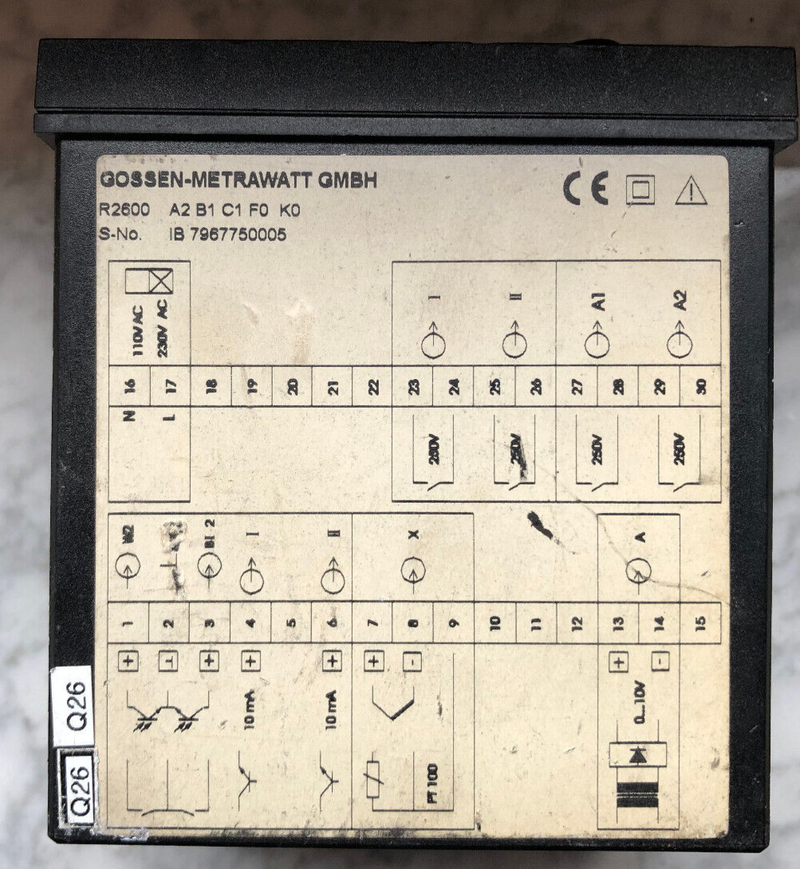 GOSSEN-METRAWATT GMBH
CE
R2600 A2 B1 C1 F0 K0
S-No. IB 7967750005
110V AC
230V AC
I
II
A1
A2
16 17 18 19 20 21 22 23 24 25 26 27 28 29 30
N
L
250V
250V
250V
250V
2
I
II
X
A
1 2 3 4 5 6 7 8 9 10 11 12 13 14 15
+ ⊥ + + + + - + -
10 mA
10 mA
0...10V
PT 100
Q26
Q26